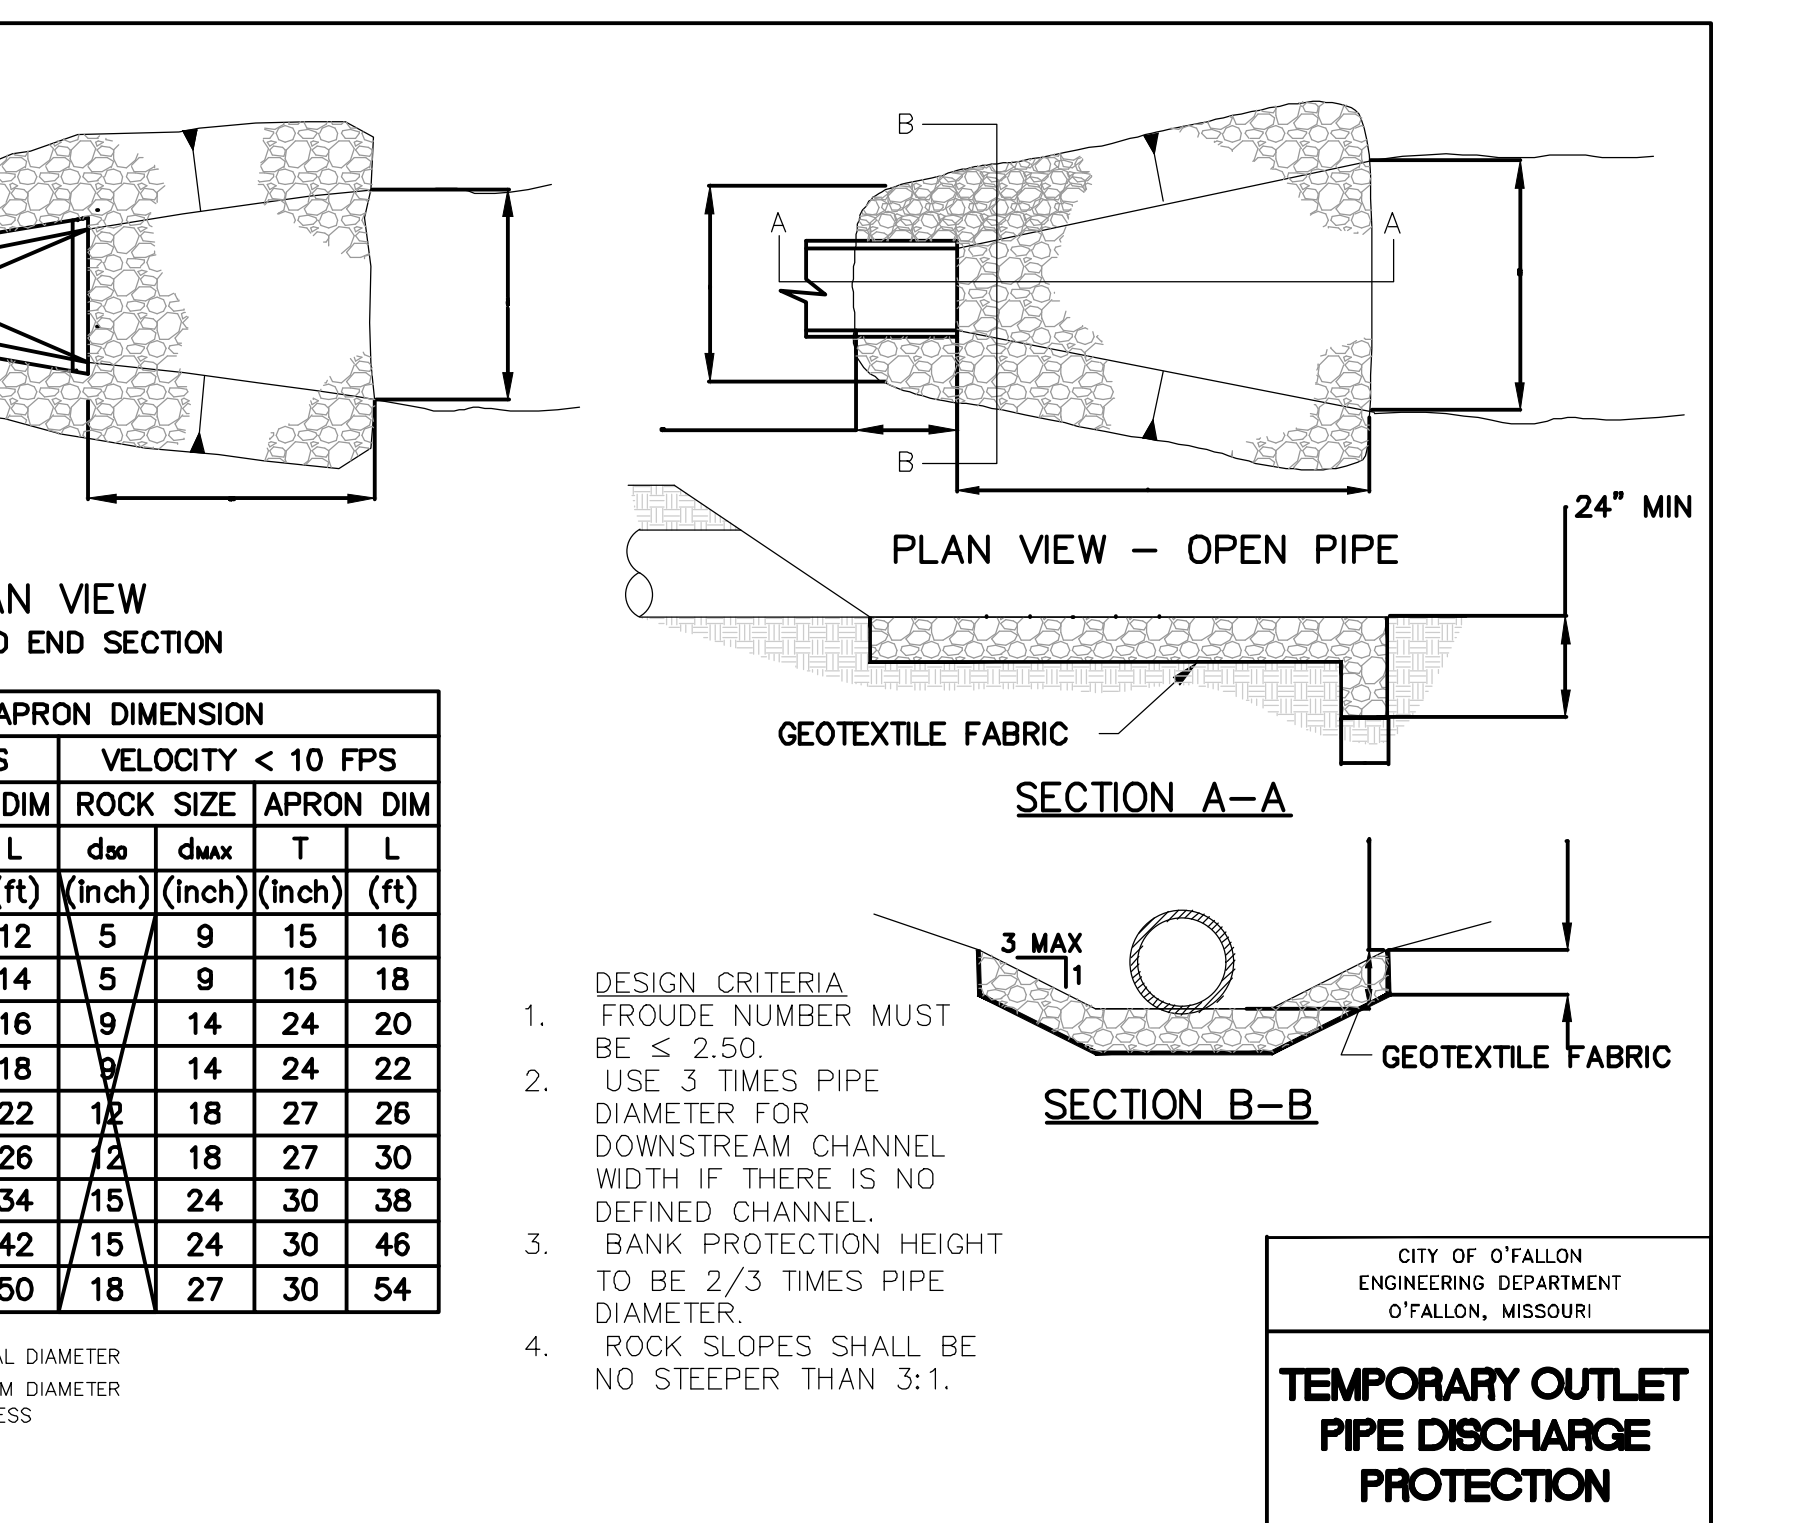 B
A
A
B
24" MIN
PLAN VIEW - OPEN PIPE
VIEW
END SECTION
GEOTEXTILE FABRIC
SECTION A-A
APRON DIMENSION
VELOCITY < 10 FPS
DIM ROCK SIZE APRON DIM
L d50 dMAX T L
(ft) (inch) (inch) (inch) (ft)
12 5 9 15 16
14 5 9 15 18
16 9 14 24 20
18 9 14 24 22
22 12 18 27 26
26 12 18 27 30
34 15 24 30 38
42 15 24 30 46
50 18 27 30 54
DIAMETER
DIAMETER
3 MAX
1
GEOTEXTILE FABRIC
SECTION B-B
DESIGN CRITERIA
1. FROUDE NUMBER MUST
BE ≤ 2.50.
2. USE 3 TIMES PIPE
DIAMETER FOR
DOWNSTREAM CHANNEL
WIDTH IF THERE IS NO
DEFINED CHANNEL.
3. BANK PROTECTION HEIGHT
TO BE 2/3 TIMES PIPE
DIAMETER.
4. ROCK SLOPES SHALL BE
NO STEEPER THAN 3:1.
CITY OF O'FALLON
ENGINEERING DEPARTMENT
O'FALLON, MISSOURI
TEMPORARY OUTLET
PIPE DISCHARGE
PROTECTION